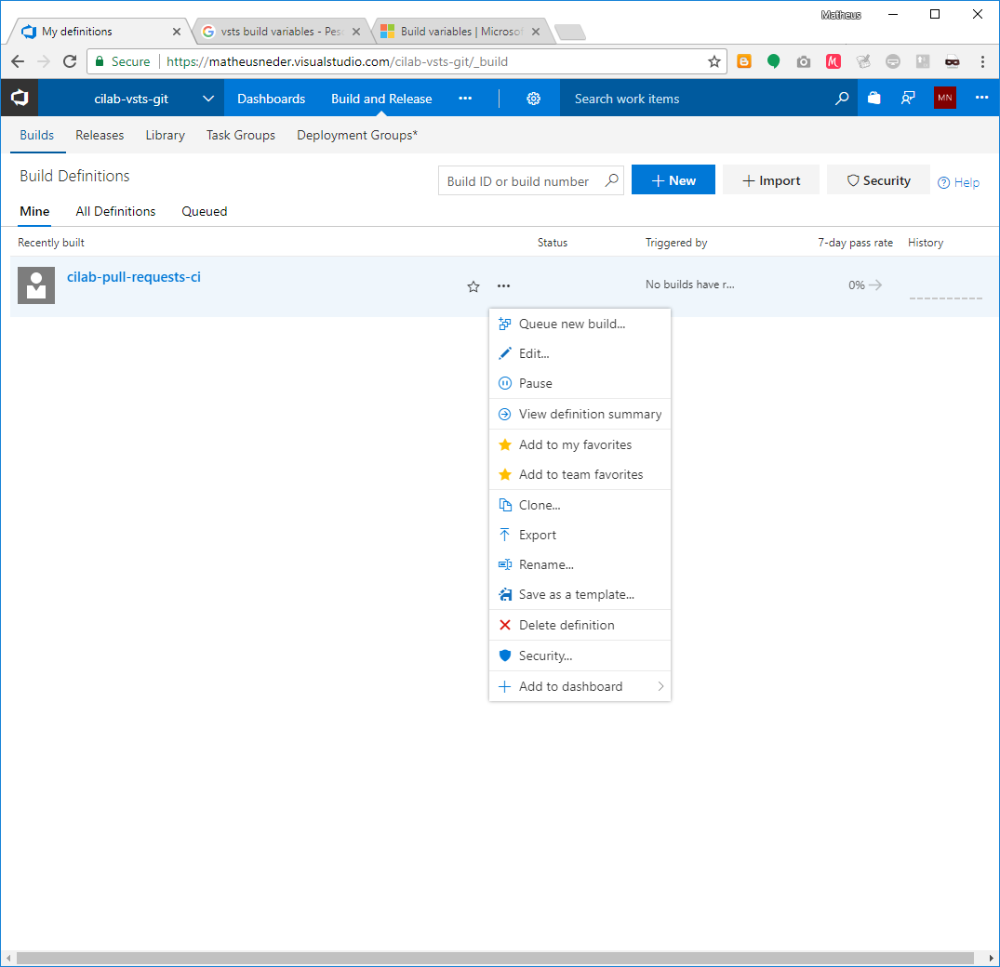 Matheus
My definitions
vsts build variables - Pesq
Build variables | Microsof
Secure
https://matheusneder.visualstudio.com/cilab-vsts-git/_build
cilab-vsts-git
Dashboards
Build and Release
Search work items
MN
Builds
Releases
Library
Task Groups
Deployment Groups*
Build Definitions
Build ID or build number
New
Import
Security
Help
Mine
All Definitions
Queued
Recently built
Status
Triggered by
7-day pass rate
History
cilab-pull-requests-ci
No builds have r...
0%
Queue new build...
Edit...
Pause
View definition summary
Add to my favorites
Add to team favorites
Clone...
Export
Rename...
Save as a template...
Delete definition
Security...
Add to dashboard